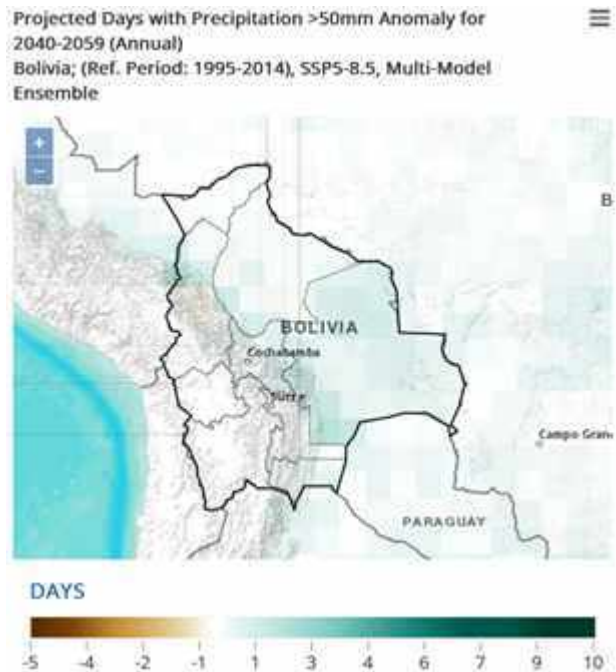 Projected Days with Precipitation >50mm Anomaly for
2040-2059 (Annual)
Bolivia; (Ref. Period: 1995-2014), SSP5-8.5, Multi-Model
Ensemble
+
−
B
BOLIVIA
Cochabamba
Sucre
Campo Gran
PARAGUAY
DAYS
-5 -4 -2 -1 1 3 4 6 7 9 10